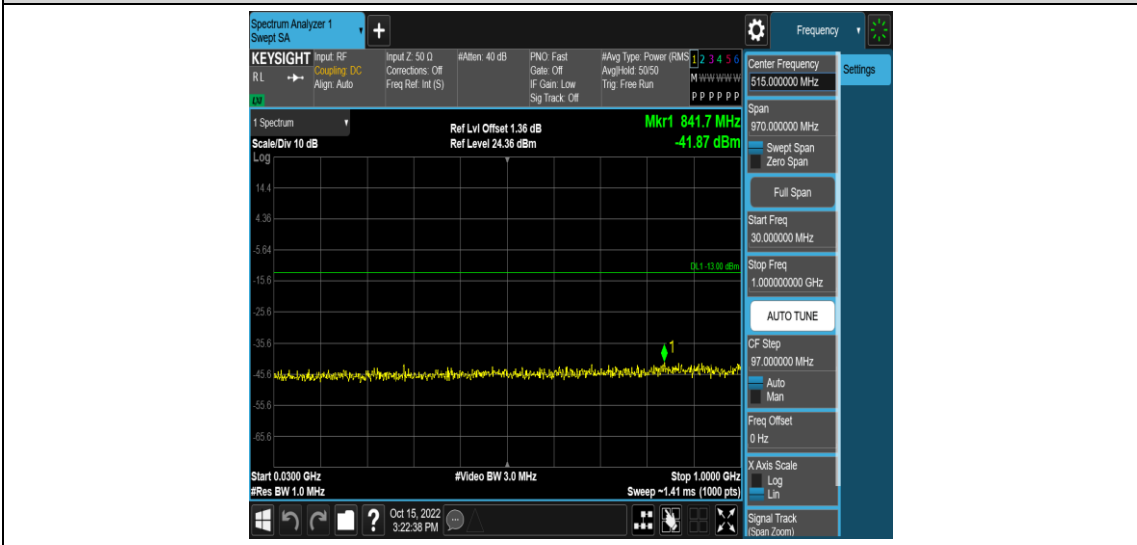 Spectrum Analyzer 1
Swept SA
+
Frequency
KEYSIGHT
RL
LXI
Input: RF
Coupling: DC
Align: Auto
Input Z: 50 Ω
Corrections: Off
Freq Ref: Int (S)
#Atten: 40 dB
PNO: Fast
Gate: Off
IF Gain: Low
Sig Track: Off
#Avg Type: Power (RMS
Avg|Hold: 50/50
Trig: Free Run
1 2 3 4 5 6
M W W W W W
P P P P P P
1 Spectrum
Scale/Div 10 dB
Log
Ref Lvl Offset 1.36 dB
Ref Level 24.36 dBm
Mkr1 841.7 MHz
-41.87 dBm
14.4
4.36
-5.64
DL1 -13.00 dBm
-15.6
-25.6
-35.6
1
-45.6
-55.6
-65.6
Start 0.0300 GHz
#Res BW 1.0 MHz
#Video BW 3.0 MHz
Stop 1.0000 GHz
Sweep ~1.41 ms (1000 pts)
Center Frequency
515.000000 MHz
Settings
Span
970.000000 MHz
Swept Span
Zero Span
Full Span
Start Freq
30.000000 MHz
Stop Freq
1.000000000 GHz
AUTO TUNE
CF Step
97.000000 MHz
Auto
Man
Freq Offset
0 Hz
X Axis Scale
Log
Lin
Signal Track
(Span Zoom)
?
Oct 15, 2022
3:22:38 PM